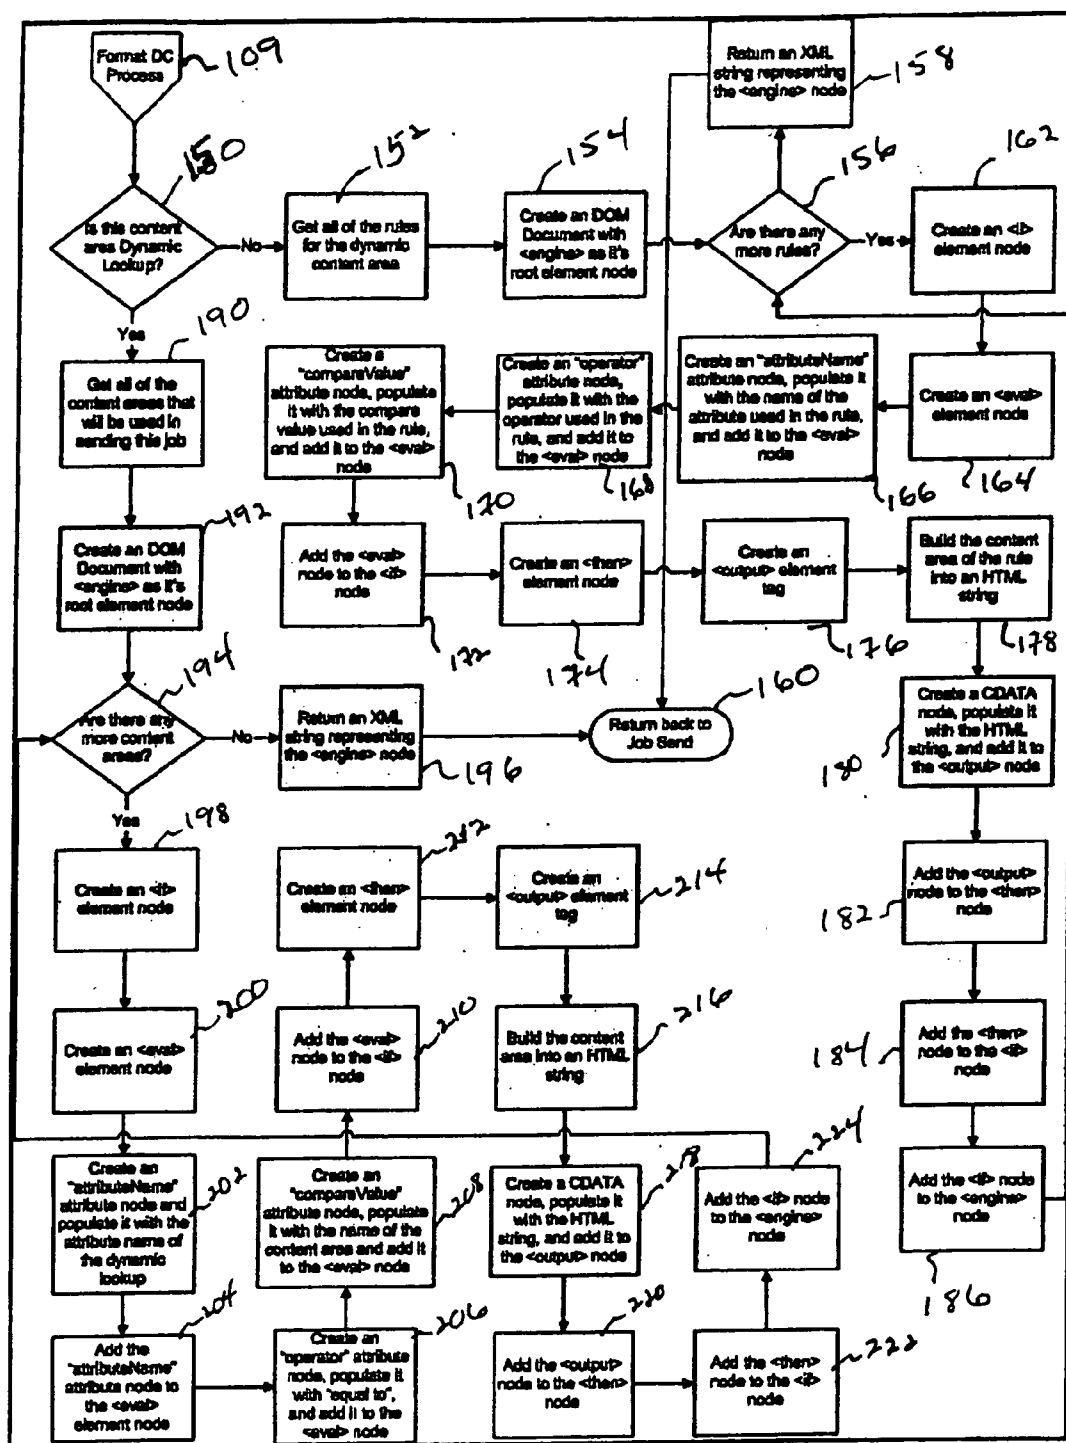 Format DC
Process
109
150
Is this content
area Dynamic
Lookup?
No
Yes
152
Get all of the rules
for the dynamic
content area
154
Create an DOM
Document with
<engine> as it's
root element node
156
Are there any
more rules?
Yes
Return an XML
string representing
the <engine> node
158
162
Create an <if>
element node
Create an <eval>
element node
164
Create an "attributeName"
attribute node, populate it
with the name of the
attribute used in the rule,
and add it to the <eval>
node
166
Create an "operator"
attribute node,
populate it with the
operator used in the
rule, and add it to
the <eval> node
168
Create a
"compareValue"
attribute node, populate
it with the compare
value used in the rule,
and add it to the <eval>
node
170
Add the <eval>
node to the <if>
node
172
Create an <then>
element node
174
Create an
<output> element
tag
176
Build the content
area of the rule
into an HTML
string
178
Create a CDATA
node, populate it
with the HTML
string, and add it to
the <output> node
180
Add the <output>
node to the <then>
node
182
Add the <then>
node to the <if>
node
184
Add the <if> node
to the <engine>
node
186
190
Get all of the
content areas that
will be used in
sending this job
192
Create an DOM
Document with
<engine> as it's
root element node
194
Are there any
more content
areas?
No
Yes
Return an XML
string representing
the <engine> node
196
160
Return back to
Job Send
198
Create an <if>
element node
200
Create an <eval>
element node
Create an
"attributeName"
attribute node and
populate it with the
attribute name of
the dynamic
lookup
202
204
Add the
"attributeName"
attribute node to
the <eval>
element node
Create an
"operator" attribute
node, populate it
with "equal to",
and add it to the
<eval> node
206
Create an
"compareValue"
attribute node, populate
it with the name of the
content area and add it
to the <eval> node
208
Add the <eval>
node to the <if>
node
210
212
Create an <then>
element node
Create an
<output> element
tag
214
Build the content
area into an HTML
string
216
Create a CDATA
node, populate it
with the HTML
string, and add it to
the <output> node
218
220
Add the <output>
node to the <then>
node
Add the <then>
node to the <if>
node
222
224
Add the <if> node
to the <engine>
node